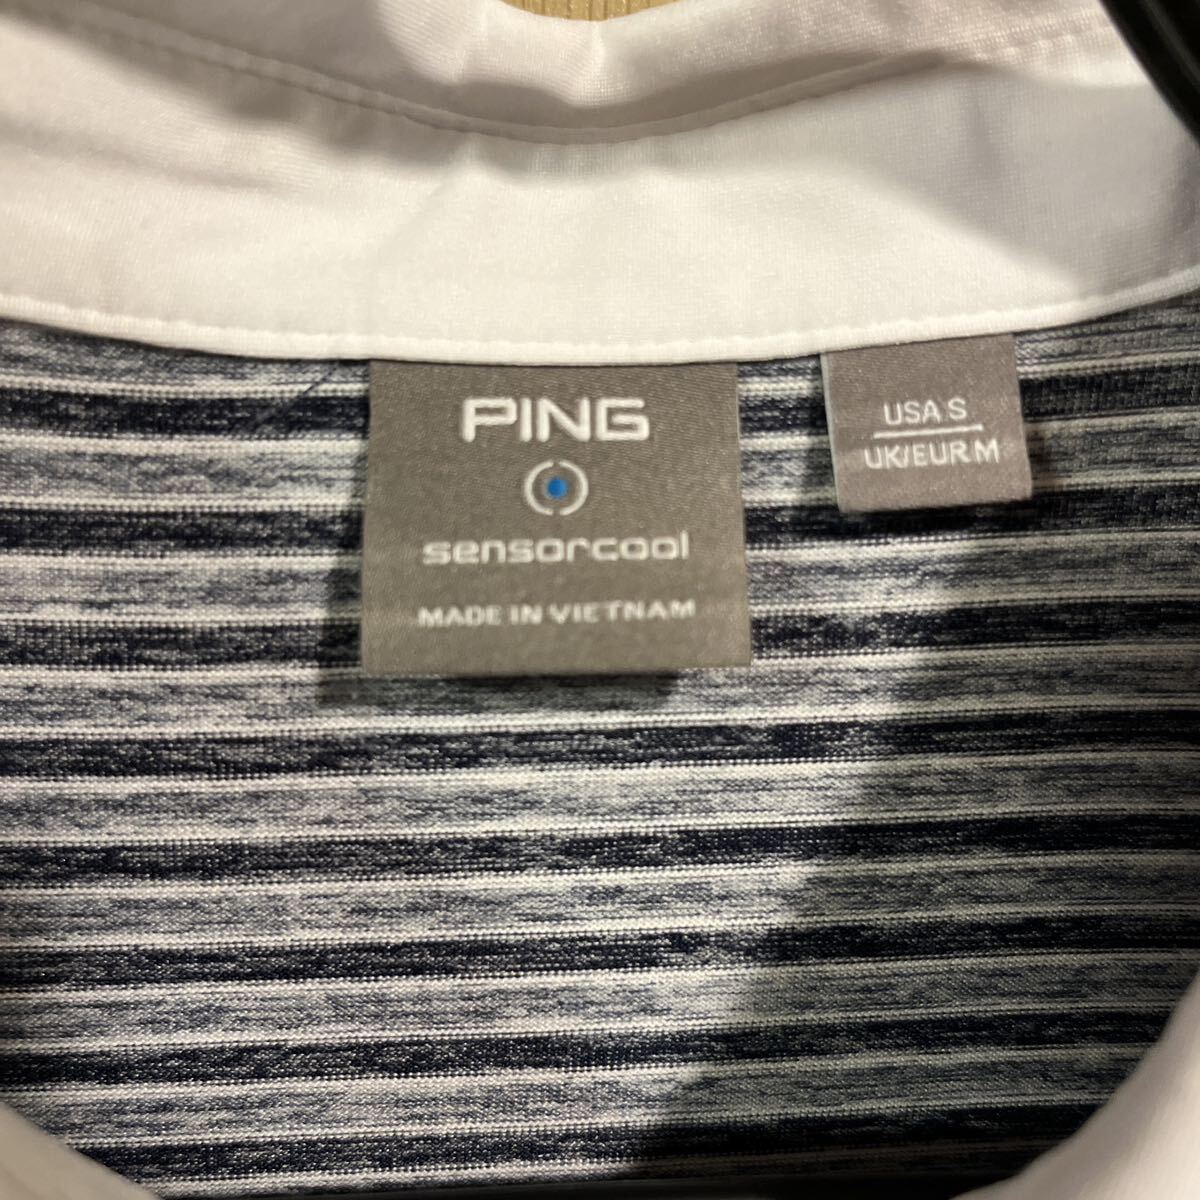 PING
sensorcool
MADE IN VIETNAM
USA S
UK/EUR M